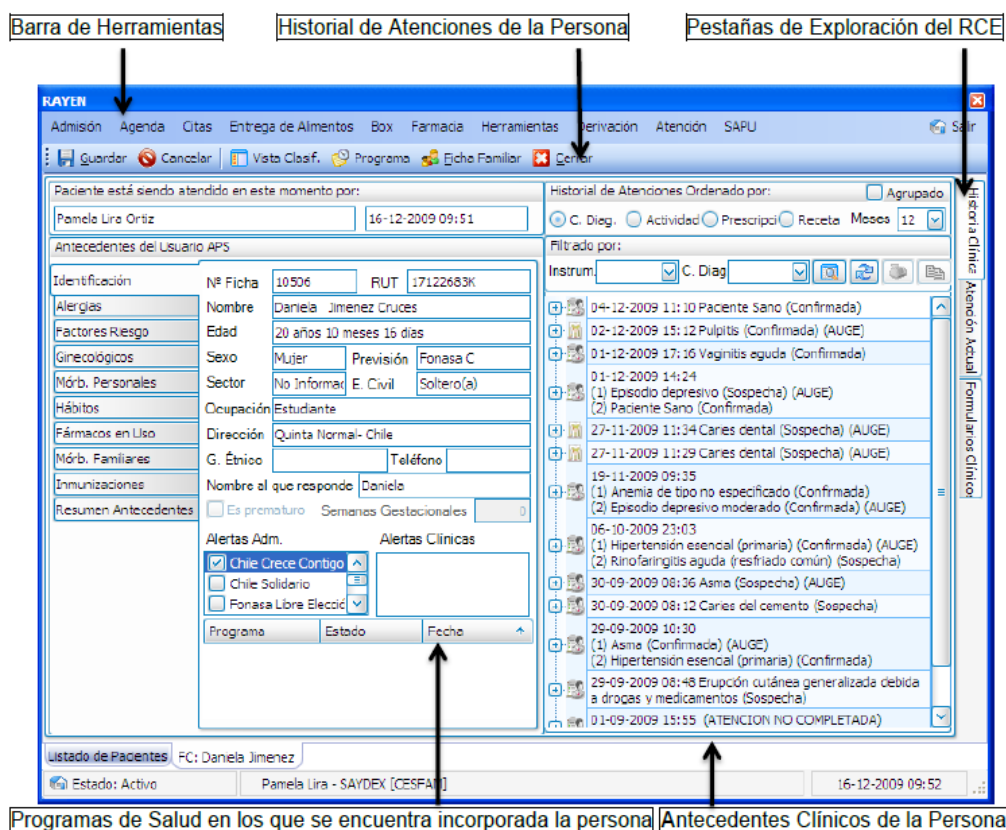 Barra de Herramientas
Historial de Atenciones de la Persona
Pestañas de Exploración del RCE
RAYEN
Admisión Agenda Citas Entrega de Alimentos Box Farmacia Herramientas Derivación Atención SAPU Salir
Guardar Cancelar Vista Clasif. Programa Ficha Familiar Cerrar
Paciente está siendo atendido en este momento por:
Pamela Lira Ortiz 16-12-2009 09:51
Antecedentes del Usuario APS
Identificación
Alergias
Factores Riesgo
Ginecológicos
Mórb. Personales
Hábitos
Fármacos en Uso
Mórb. Familiares
Inmunizaciones
Resumen Antecedentes
Nº Ficha 10506 RUT 17122683K
Nombre Daniela Jimenez Cruces
Edad 20 años 10 meses 16 días
Sexo Mujer Previsión Fonasa C
Sector No Informac E. Civil Soltero(a)
Ocupación Estudiante
Dirección Quinta Normal- Chile
G. Étnico Teléfono
Nombre al que responde Daniela
Es prematuro Semanas Gestacionales 0
Alertas Adm. Alertas Clínicas
Chile Crece Contigo
Chile Solidario
Fonasa Libre Elecció
Programa Estado Fecha
Historial de Atenciones Ordenado por: Agrupado
C. Diag. Actividad Prescripci Receta Meses 12
Filtrado por:
Instrum. C. Diag
04-12-2009 11:10 Paciente Sano (Confirmada)
02-12-2009 15:12 Pulpitis (Confirmada) (AUGE)
01-12-2009 17:16 Vaginitis aguda (Confirmada)
01-12-2009 14:24
(1) Episodio depresivo (Sospecha) (AUGE)
(2) Paciente Sano (Confirmada)
27-11-2009 11:34 Caries dental (Sospecha) (AUGE)
27-11-2009 11:29 Caries dental (Sospecha) (AUGE)
19-11-2009 09:35
(1) Anemia de tipo no especificado (Confirmada)
(2) Episodio depresivo moderado (Confirmada) (AUGE)
06-10-2009 23:03
(1) Hipertensión esencial (primaria) (Confirmada) (AUGE)
(2) Rinofaringitis aguda (resfriado común) (Sospecha)
30-09-2009 08:36 Asma (Sospecha) (AUGE)
30-09-2009 08:12 Caries del cemento (Sospecha)
29-09-2009 10:30
(1) Asma (Confirmada) (AUGE)
(2) Hipertensión esencial (primaria) (Confirmada)
29-09-2009 08:48 Erupción cutánea generalizada debida
a drogas y medicamentos (Sospecha)
01-09-2009 15:55 (ATENCION NO COMPLETADA)
Historia Clínica
Atención Actual
Formularios Clínicos
Listado de Pacientes FC: Daniela Jimenez
Estado: Activo Pamela Lira - SAYDEX [CESFAM] 16-12-2009 09:52
Programas de Salud en los que se encuentra incorporada la persona
Antecedentes Clínicos de la Persona